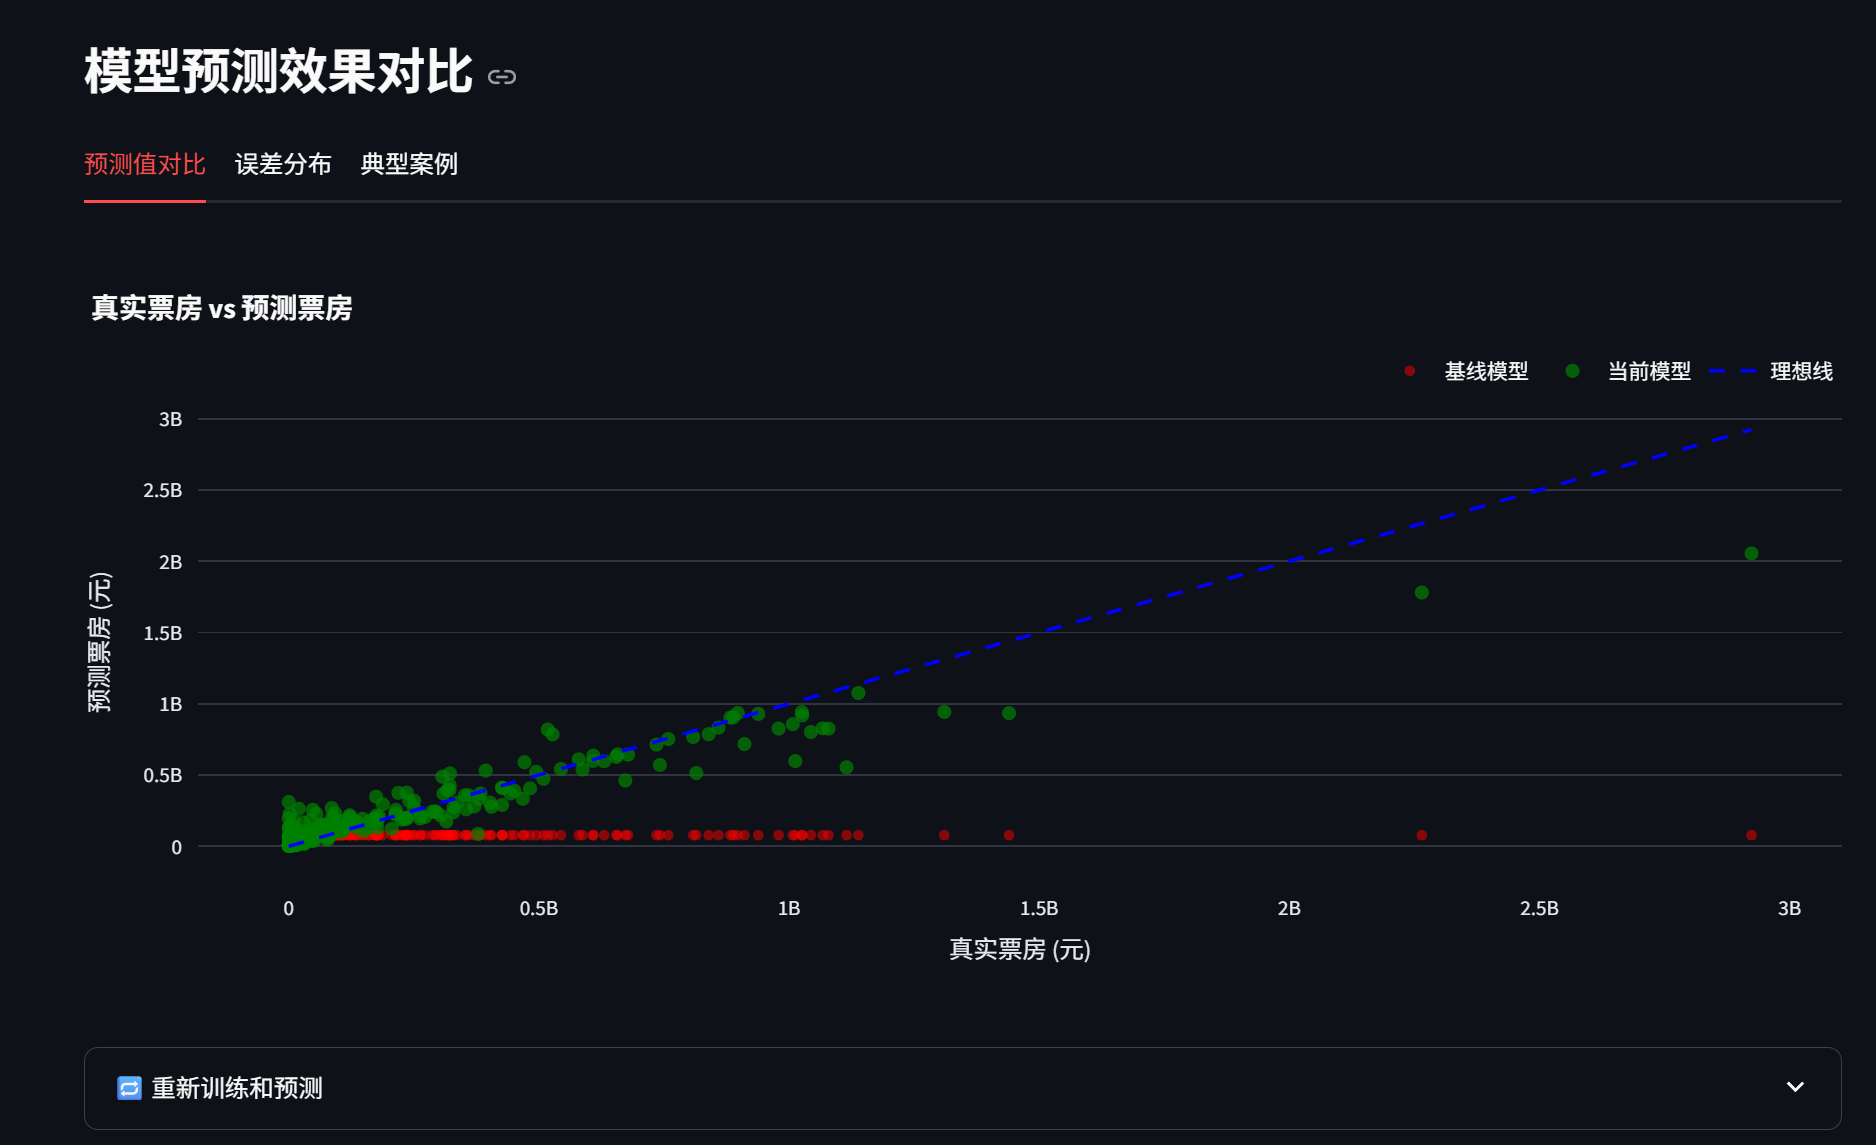 模型预测效果对比
预测值对比 误差分布 典型案例
真实票房 vs 预测票房
基线模型 当前模型 理想线
3B
2.5B
2B
1.5B
1B
0.5B
0
预测票房 (元)
0 0.5B 1B 1.5B 2B 2.5B 3B
真实票房 (元)
重新训练和预测